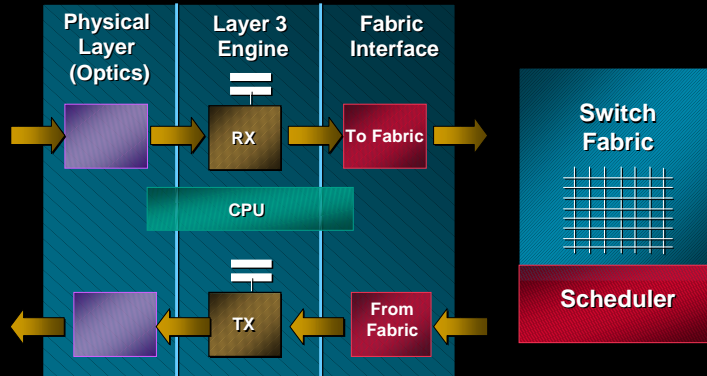 Physical
Layer
(Optics)
Layer 3
Engine
Fabric
Interface
RX
To Fabric
CPU
TX
From
Fabric
Switch
Fabric
Scheduler